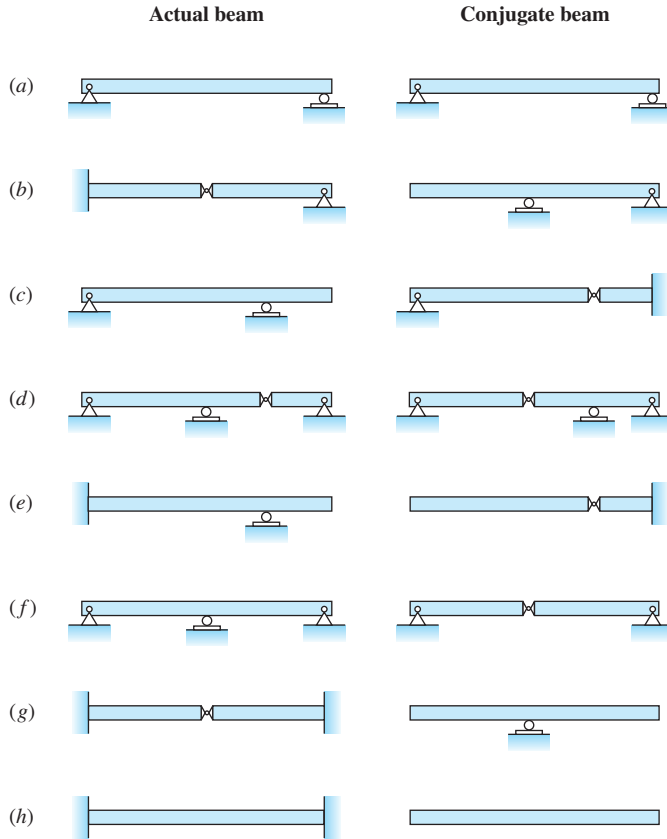 Actual beam Conjugate beam
(a)
(b)
(c)
(d)
(e)
(f)
(g)
(h)